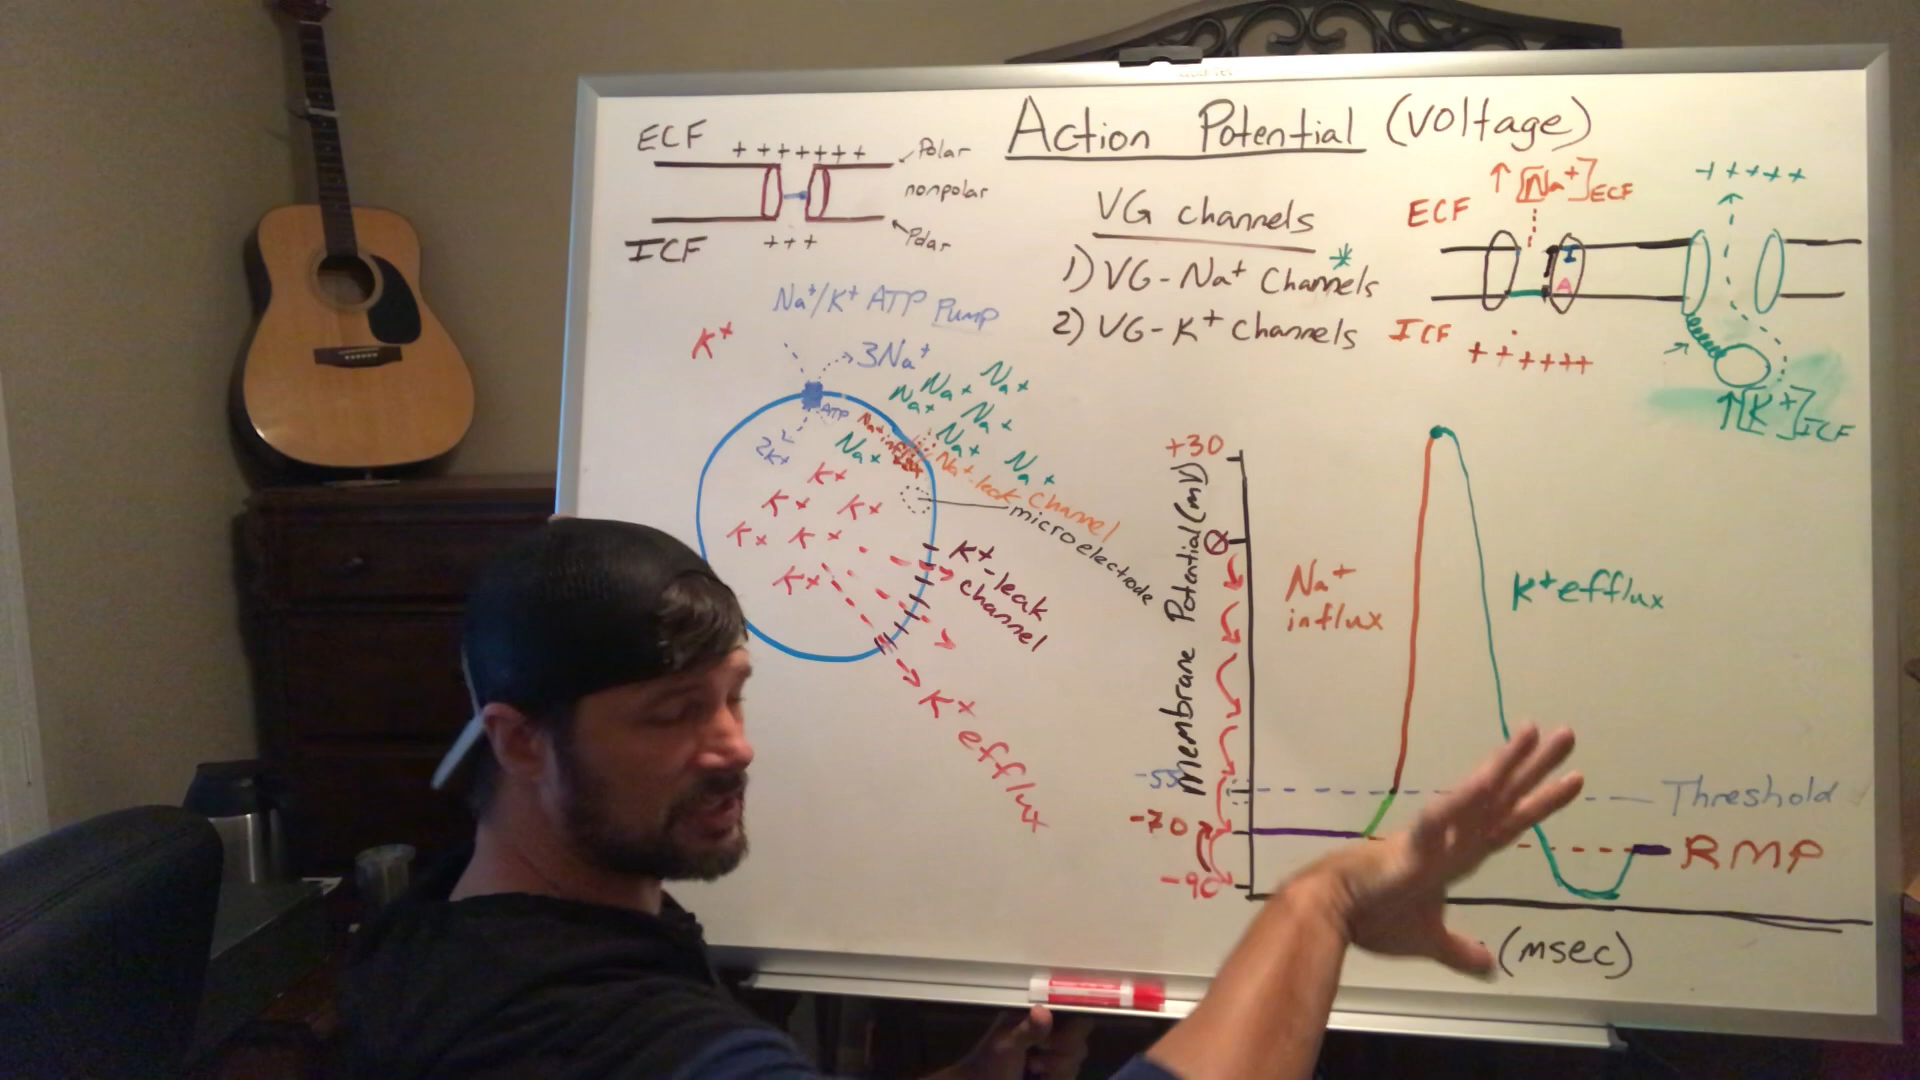 Action Potential (voltage)
ECF
+ + + + + + +
Polar
nonpolar
Polar
ICF
+ + +
VG channels
1) VG-Na+ Channels *
2) VG-K+ channels
↑[Na+]ECF
+ + + + +
ECF
I
A
ICF
+ + + + + +
↑[K+]ICF
Na+/K+ ATP Pump
K+
3Na+
ATP
2K+
Na+
Na+
Na+
Na+
Na+
Na+
Na+
Na+ influx
Na+-leak channel
microelectrode
K+
K+
K+
K+
K+
K+
K+-leak
channel
K+ efflux
Membrane Potential (mV)
+30
0
-55
-70
-90
Na+
influx
K+ efflux
Threshold
RMP
(msec)